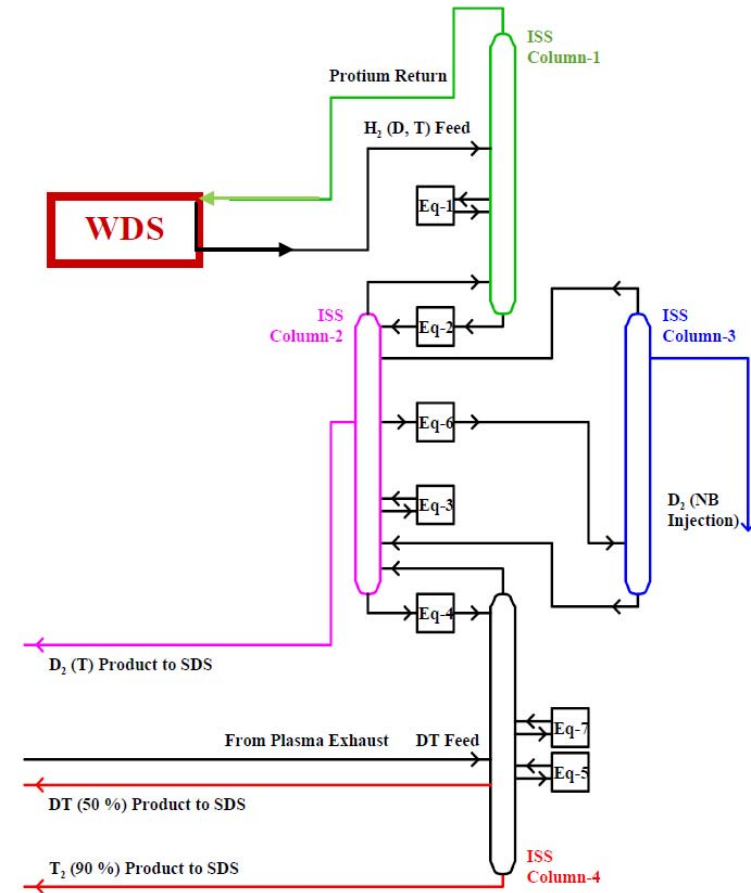 ISS
Column-1
Protium Return
H₂ (D, T) Feed
Eq-1
WDS
ISS
Column-2
Eq-2
ISS
Column-3
Eq-6
Eq-3
D₂ (NB
Injection)
Eq-4
D₂ (T) Product to SDS
Eq-7
From Plasma Exhaust DT Feed
Eq-5
DT (50 %) Product to SDS
ISS
Column-4
T₂ (90 %) Product to SDS